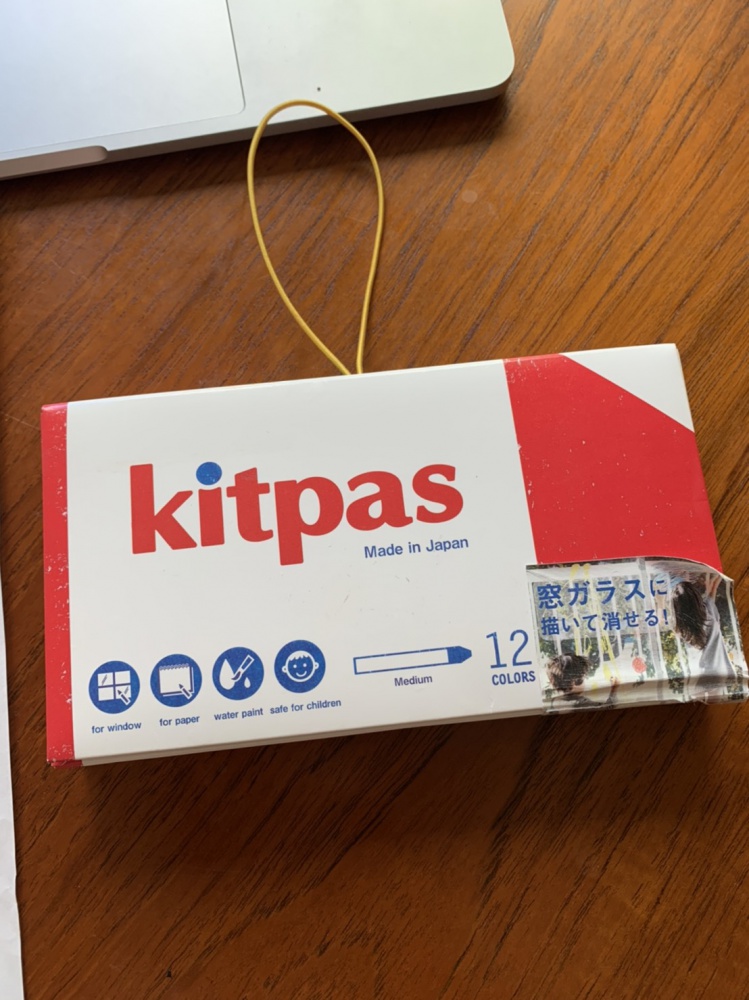 kitpas
Made in Japan
窓ガラスに
描いて消せる!
for window
for paper
water paint
safe for children
Medium
12
COLORS